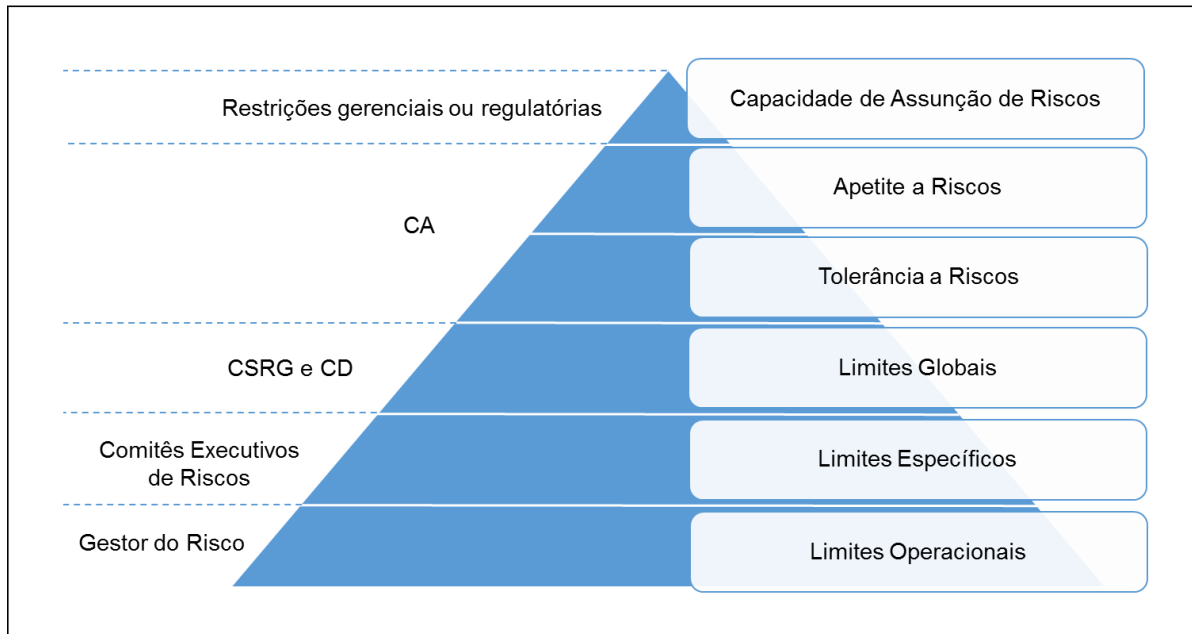 Restrições gerenciais ou regulatórias
Capacidade de Assunção de Riscos
CA
Apetite a Riscos
Tolerância a Riscos
CSRG e CD
Limites Globais
Comitês Executivos
de Riscos
Limites Específicos
Gestor do Risco
Limites Operacionais